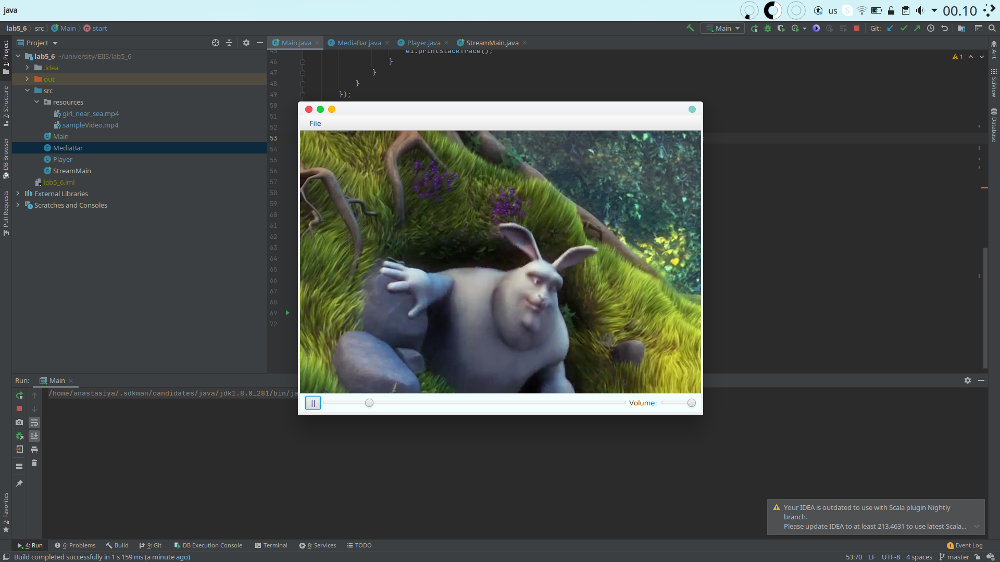 java
us
00.10
lab5_6 src Main start
Main
Git:
Project
Main.java MediaBar.java Player.java StreamMain.java
1: Project
7: Structure
DB Browser
Pull Requests
2: Favorites
lab5_6 ~/university/EIIS/lab5_6
.idea
out
src
resources
girl_near_sea.mp4
sampleVideo.mp4
Main
MediaBar
Player
StreamMain
lab5_6.iml
External Libraries
Scratches and Consoles
45 e1.printStackTrace();
46 }
47 }
48 }
49 });
50
51
52
53
54
55
56
57
58
59
60
61
62
63
64
65
66
67
68
69
72
1
Ant
SciView
Database
File
|| Volume:
Run: Main
/home/anastasiya/.sdkman/candidates/java/jdk1.8.0_281/bin/ja
Your IDEA is outdated to use with Scala plugin Nightly
branch.
Please update IDEA to at least 213.4631 to use latest Scala...
4: Run 6: Problems Build 9: Git DB Execution Console Terminal 8: Services TODO
1 Event Log
Build completed successfully in 1 s 159 ms (a minute ago)
53:70 LF UTF-8 4 spaces master